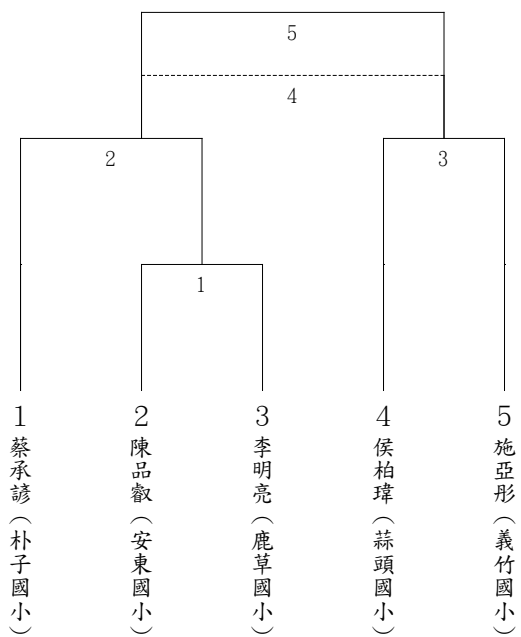 5
4
2
3
1
1 蔡承諺(朴子國小)
2 陳品叡(安東國小)
3 李明亮(鹿草國小)
4 侯柏瑋(蒜頭國小)
5 施亞彤(義竹國小)